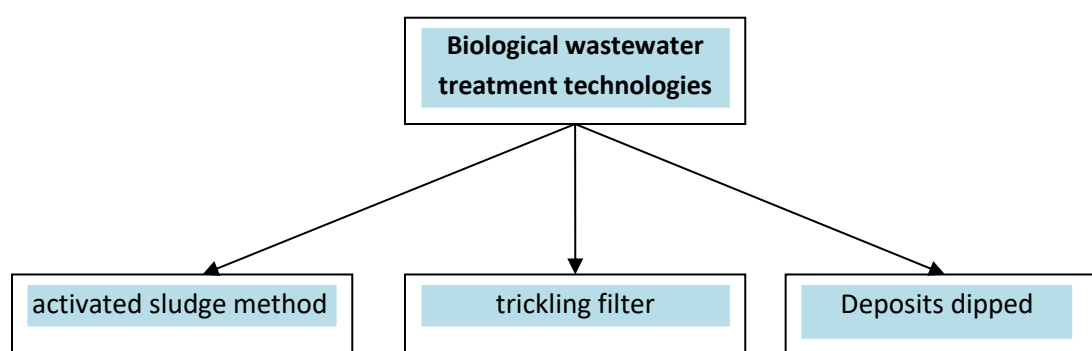 Biological wastewater
treatment technologies
activated sludge method
trickling filter
Deposits dipped